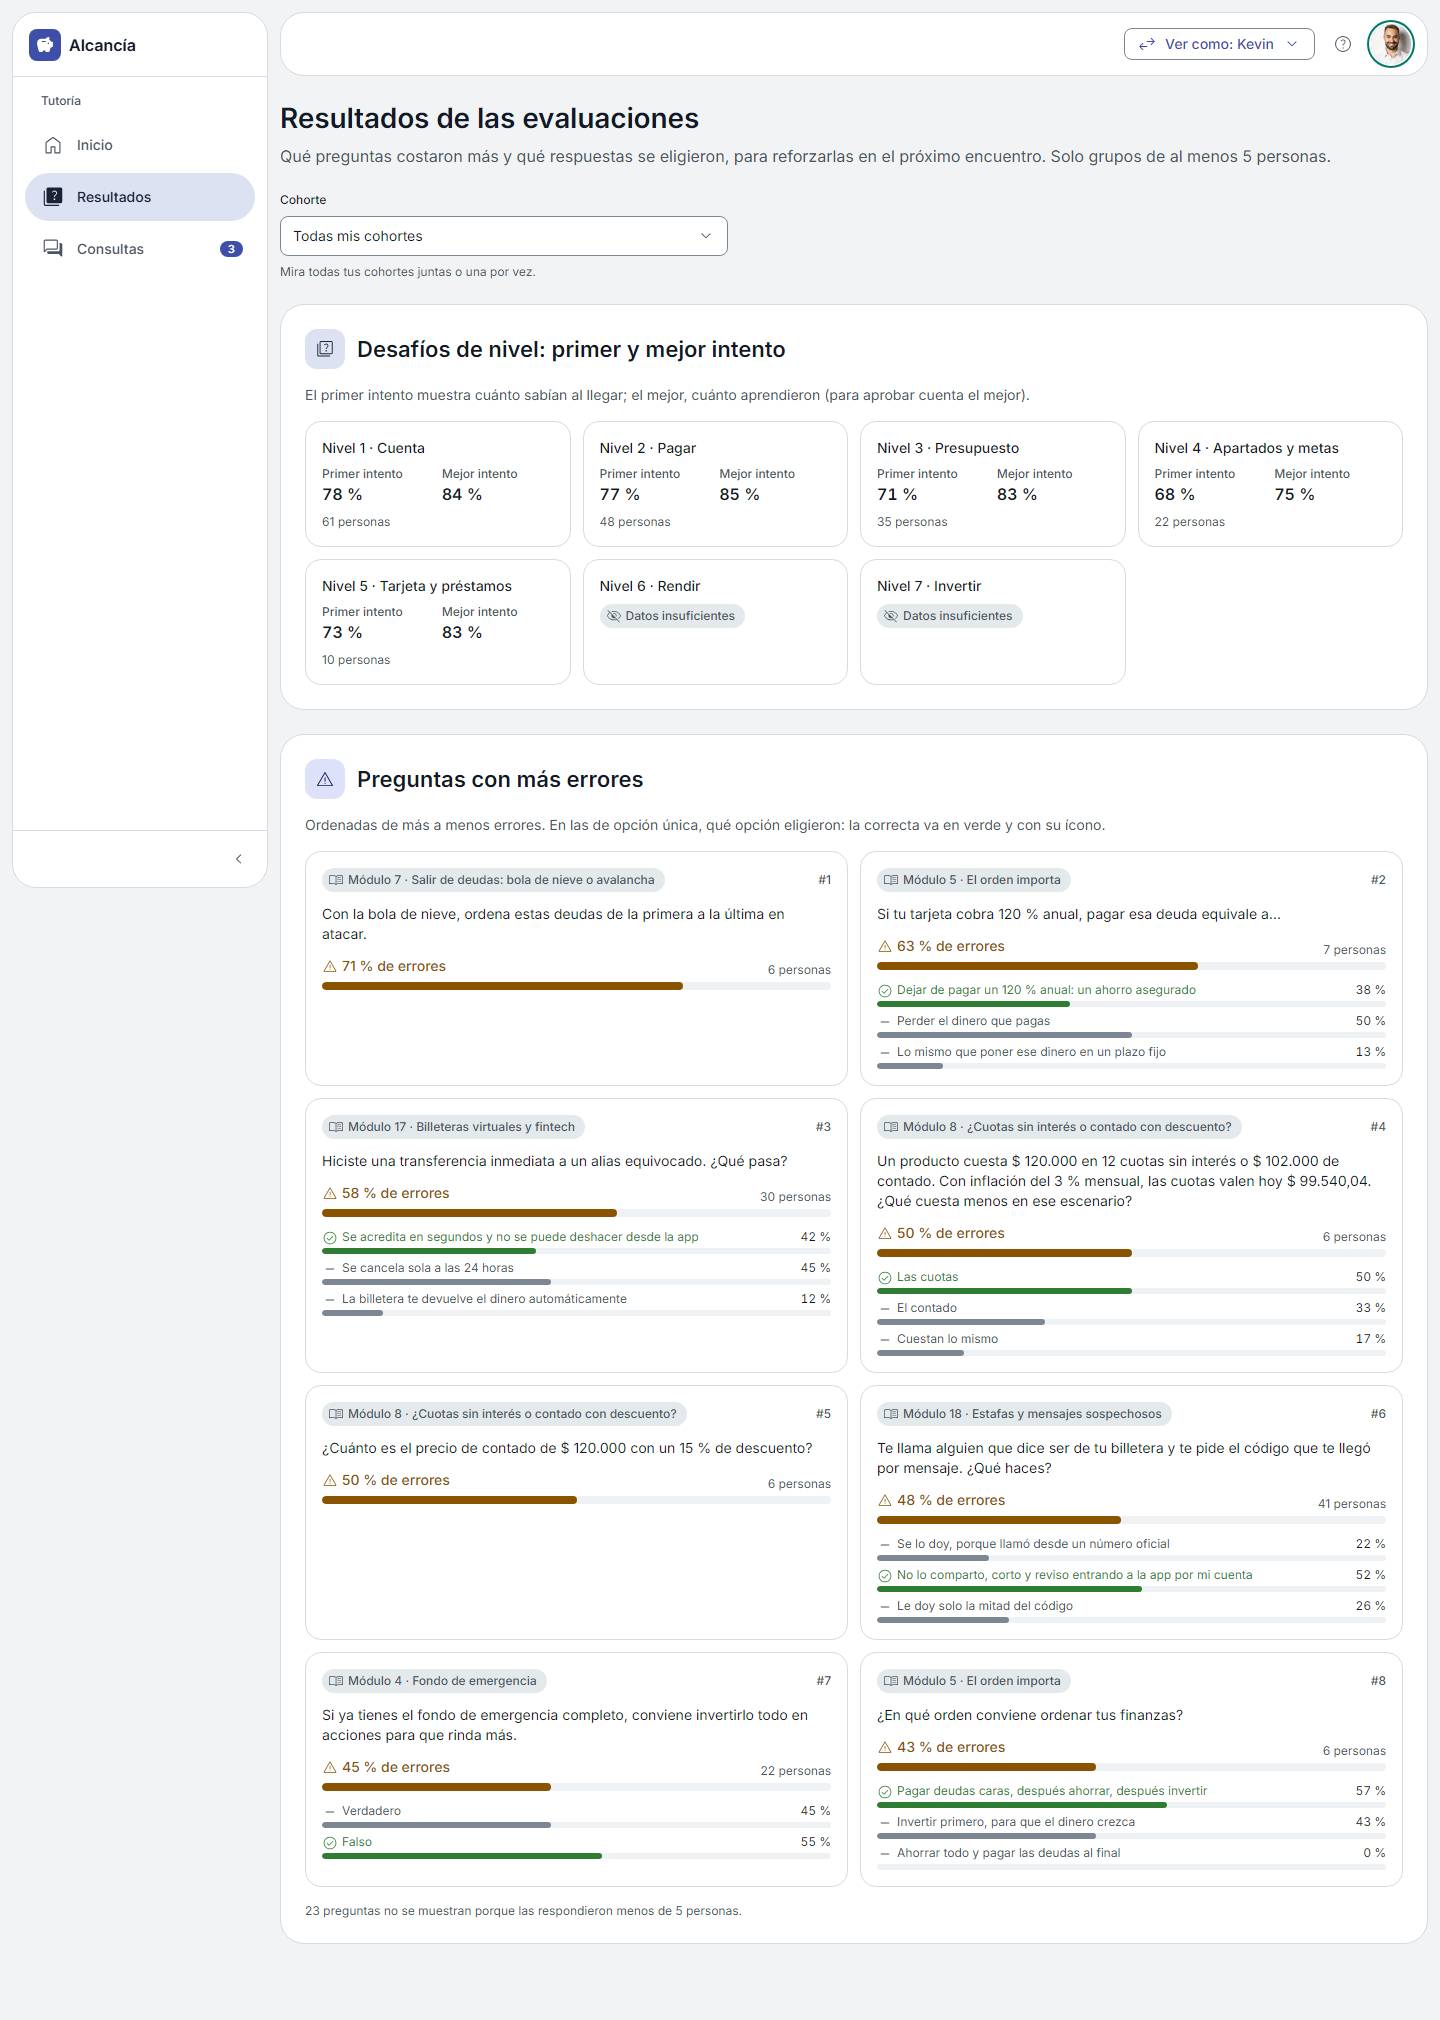 Alcancía
Ver como: Kevin
Tutoría
Inicio
Resultados
Consultas
3
Resultados de las evaluaciones
Qué preguntas costaron más y qué respuestas se eligieron, para reforzarlas en el próximo encuentro. Solo grupos de al menos 5 personas.
Cohorte
Todas mis cohortes
Mira todas tus cohortes juntas o una por vez.
Desafíos de nivel: primer y mejor intento
El primer intento muestra cuánto sabían al llegar; el mejor, cuánto aprendieron (para aprobar cuenta el mejor).
Nivel 1 · Cuenta
Primer intento Mejor intento
78 % 84 %
61 personas
Nivel 2 · Pagar
Primer intento Mejor intento
77 % 85 %
48 personas
Nivel 3 · Presupuesto
Primer intento Mejor intento
71 % 83 %
35 personas
Nivel 4 · Apartados y metas
Primer intento Mejor intento
68 % 75 %
22 personas
Nivel 5 · Tarjeta y préstamos
Primer intento Mejor intento
73 % 83 %
10 personas
Nivel 6 · Rendir
Datos insuficientes
Nivel 7 · Invertir
Datos insuficientes
Preguntas con más errores
Ordenadas de más a menos errores. En las de opción única, qué opción eligieron: la correcta va en verde y con su ícono.
Módulo 7 · Salir de deudas: bola de nieve o avalancha #1
Con la bola de nieve, ordena estas deudas de la primera a la última en
atacar.
71 % de errores 6 personas
Módulo 5 · El orden importa #2
Si tu tarjeta cobra 120 % anual, pagar esa deuda equivale a...
63 % de errores 7 personas
Dejar de pagar un 120 % anual: un ahorro asegurado 38 %
Perder el dinero que pagas 50 %
Lo mismo que poner ese dinero en un plazo fijo 13 %
Módulo 17 · Billeteras virtuales y fintech #3
Hiciste una transferencia inmediata a un alias equivocado. ¿Qué pasa?
58 % de errores 30 personas
Se acredita en segundos y no se puede deshacer desde la app 42 %
Se cancela sola a las 24 horas 45 %
La billetera te devuelve el dinero automáticamente 12 %
Módulo 8 · ¿Cuotas sin interés o contado con descuento? #4
Un producto cuesta $ 120.000 en 12 cuotas sin interés o $ 102.000 de
contado. Con inflación del 3 % mensual, las cuotas valen hoy $ 99.540,04.
¿Qué cuesta menos en ese escenario?
50 % de errores 6 personas
Las cuotas 50 %
El contado 33 %
Cuestan lo mismo 17 %
Módulo 8 · ¿Cuotas sin interés o contado con descuento? #5
¿Cuánto es el precio de contado de $ 120.000 con un 15 % de descuento?
50 % de errores 6 personas
Módulo 18 · Estafas y mensajes sospechosos #6
Te llama alguien que dice ser de tu billetera y te pide el código que te llegó
por mensaje. ¿Qué haces?
48 % de errores 41 personas
Se lo doy, porque llamó desde un número oficial 22 %
No lo comparto, corto y reviso entrando a la app por mi cuenta 52 %
Le doy solo la mitad del código 26 %
Módulo 4 · Fondo de emergencia #7
Si ya tienes el fondo de emergencia completo, conviene invertirlo todo en
acciones para que rinda más.
45 % de errores 22 personas
Verdadero 45 %
Falso 55 %
Módulo 5 · El orden importa #8
¿En qué orden conviene ordenar tus finanzas?
43 % de errores 6 personas
Pagar deudas caras, después ahorrar, después invertir 57 %
Invertir primero, para que el dinero crezca 43 %
Ahorrar todo y pagar las deudas al final 0 %
23 preguntas no se muestran porque las respondieron menos de 5 personas.